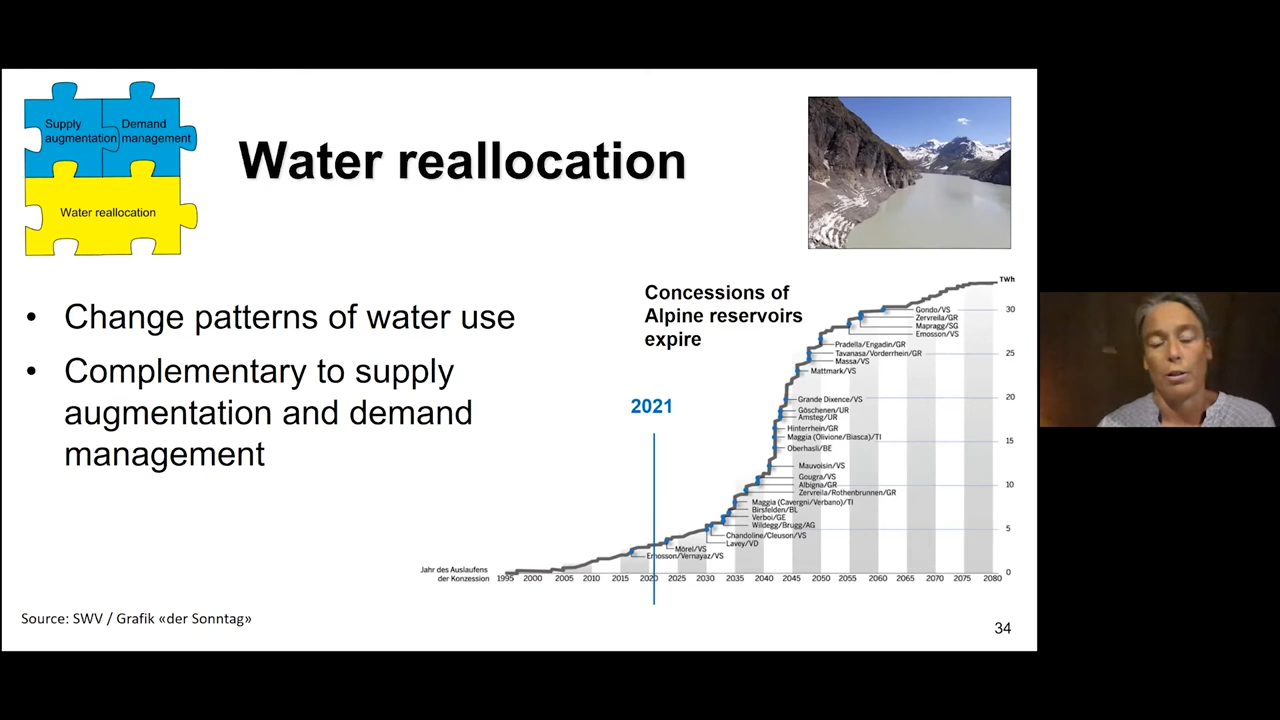 Supply
augmentation
Demand
management
Water reallocation
Water reallocation
• Change patterns of water use
• Complementary to supply
augmentation and demand
management
Concessions of
Alpine reservoirs
expire
2021
TWh
30
25
20
15
10
5
0
Gondo/VS
Zervreila/GR
Mapragg/SG
Emosson/VS
Pradella/Engadin/GR
Tavanasa/Vorderrhein/GR
Massa/VS
Mattmark/VS
Grande Dixence/VS
Göschenen/UR
Amsteg/UR
Hinterrhein/GR
Maggia (Olivione/Biasca)/TI
Oberhasli/BE
Mauvoisin/VS
Gougra/VS
Albigna/GR
Zervreila/Rothenbrunnen/GR
Maggia (Cavergni/Verbano)/TI
Birsfelden/BL
Verboi/GE
Wildegg/Brugg/AG
Chandoline/Cleuson/VS
Lavey/VD
Mörel/VS
Emosson/Vernayaz/VS
Jahr des Auslaufens
der Konzession
1995 2000 2005 2010 2015 2020 2025 2030 2035 2040 2045 2050 2055 2060 2065 2070 2075 2080
Source: SWV / Grafik «der Sonntag»
34